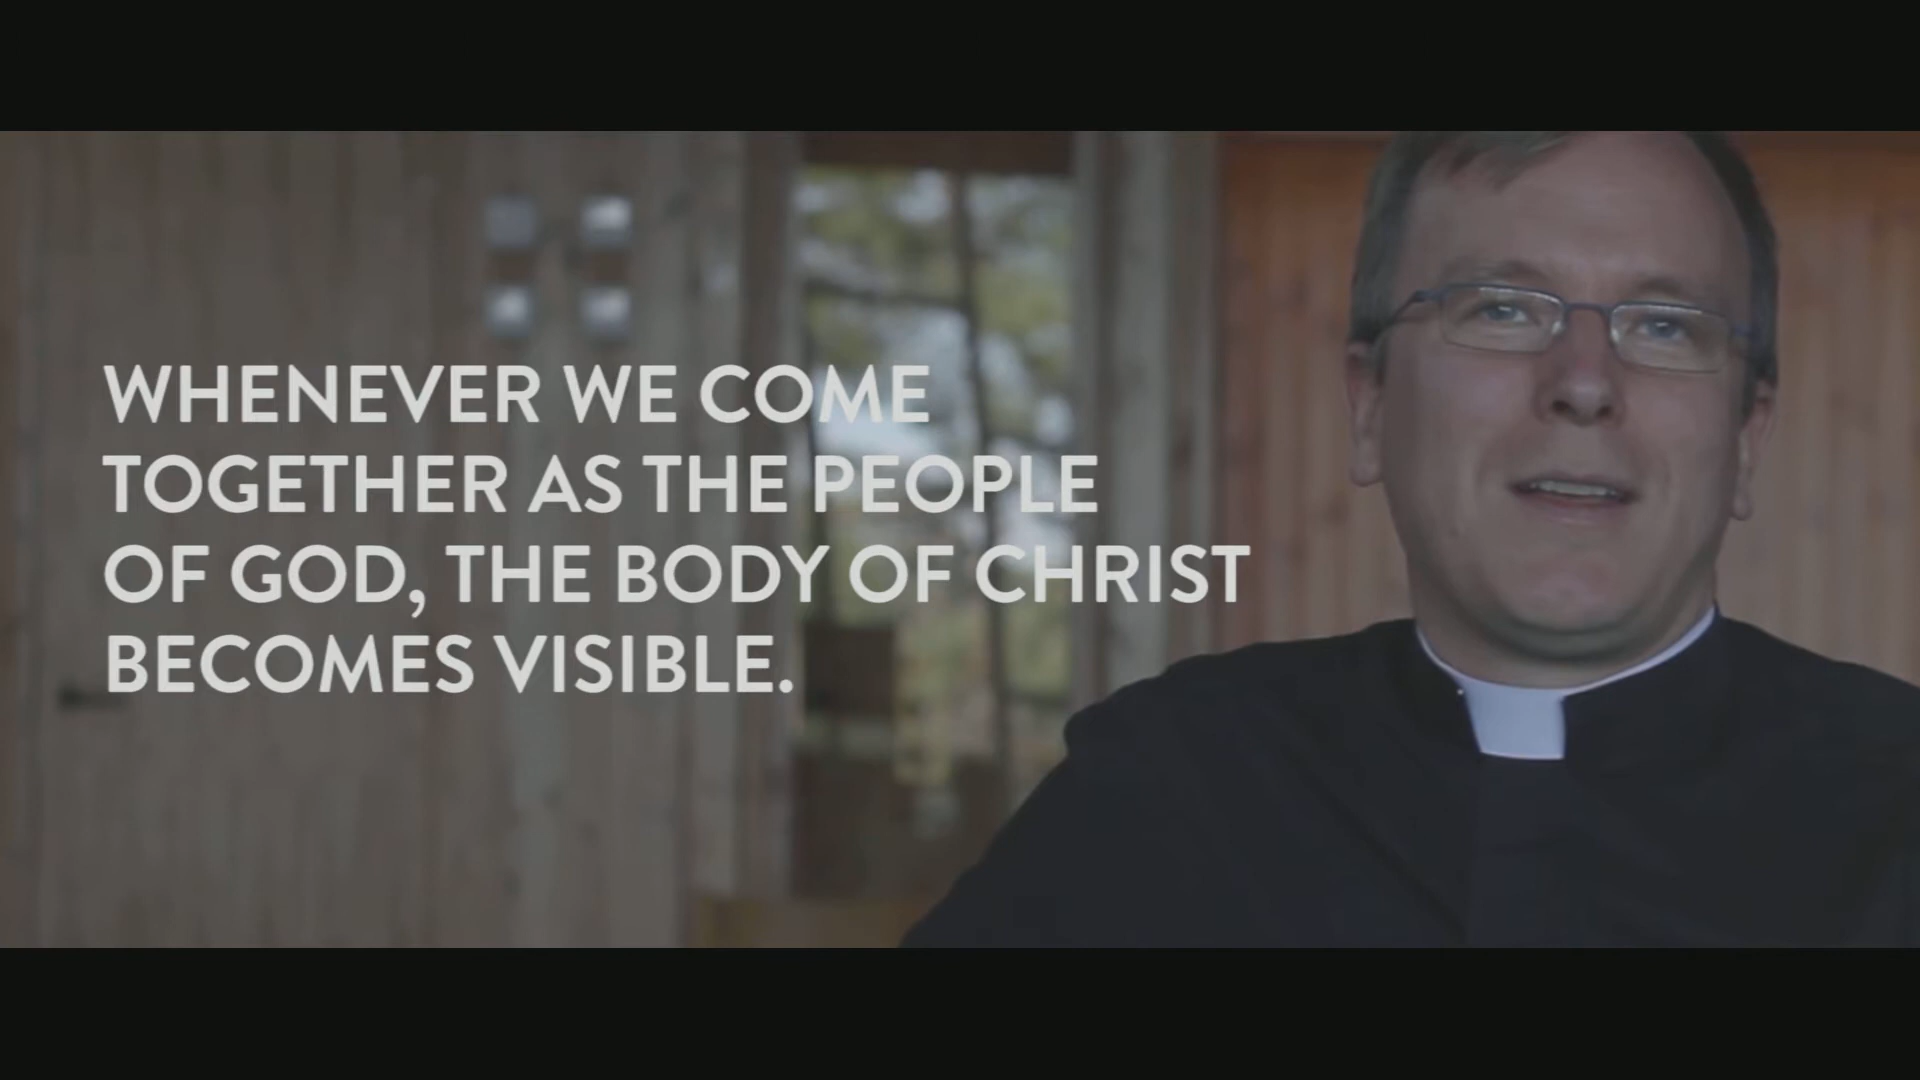 WHENEVER WE COME
TOGETHER AS THE PEOPLE
OF GOD, THE BODY OF CHRIST
BECOMES VISIBLE.